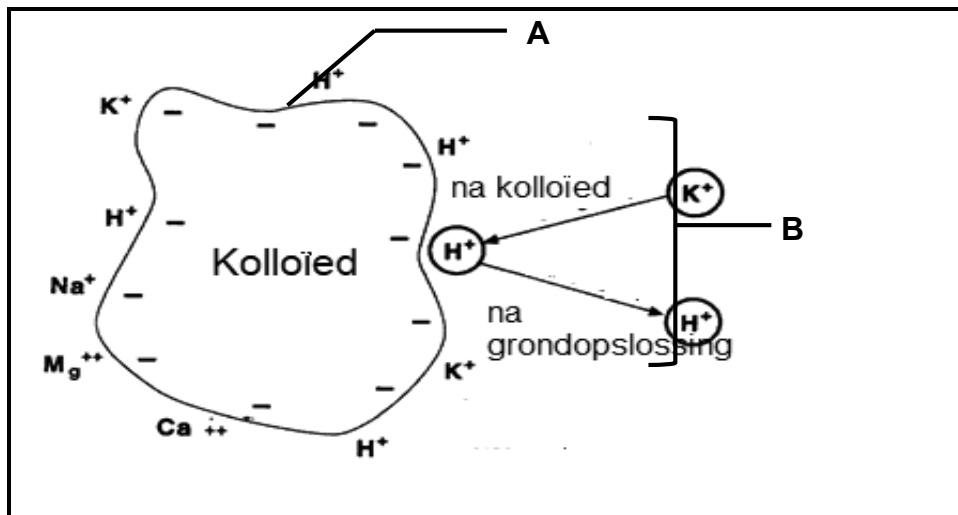 A
H⁺
K⁺
H⁺
na kolloïed
K⁺
H⁺
B
Kolloïed
H⁺
Na⁺
na
grondopslossing
H⁺
Mg⁺⁺
K⁺
Ca ⁺⁺
H⁺